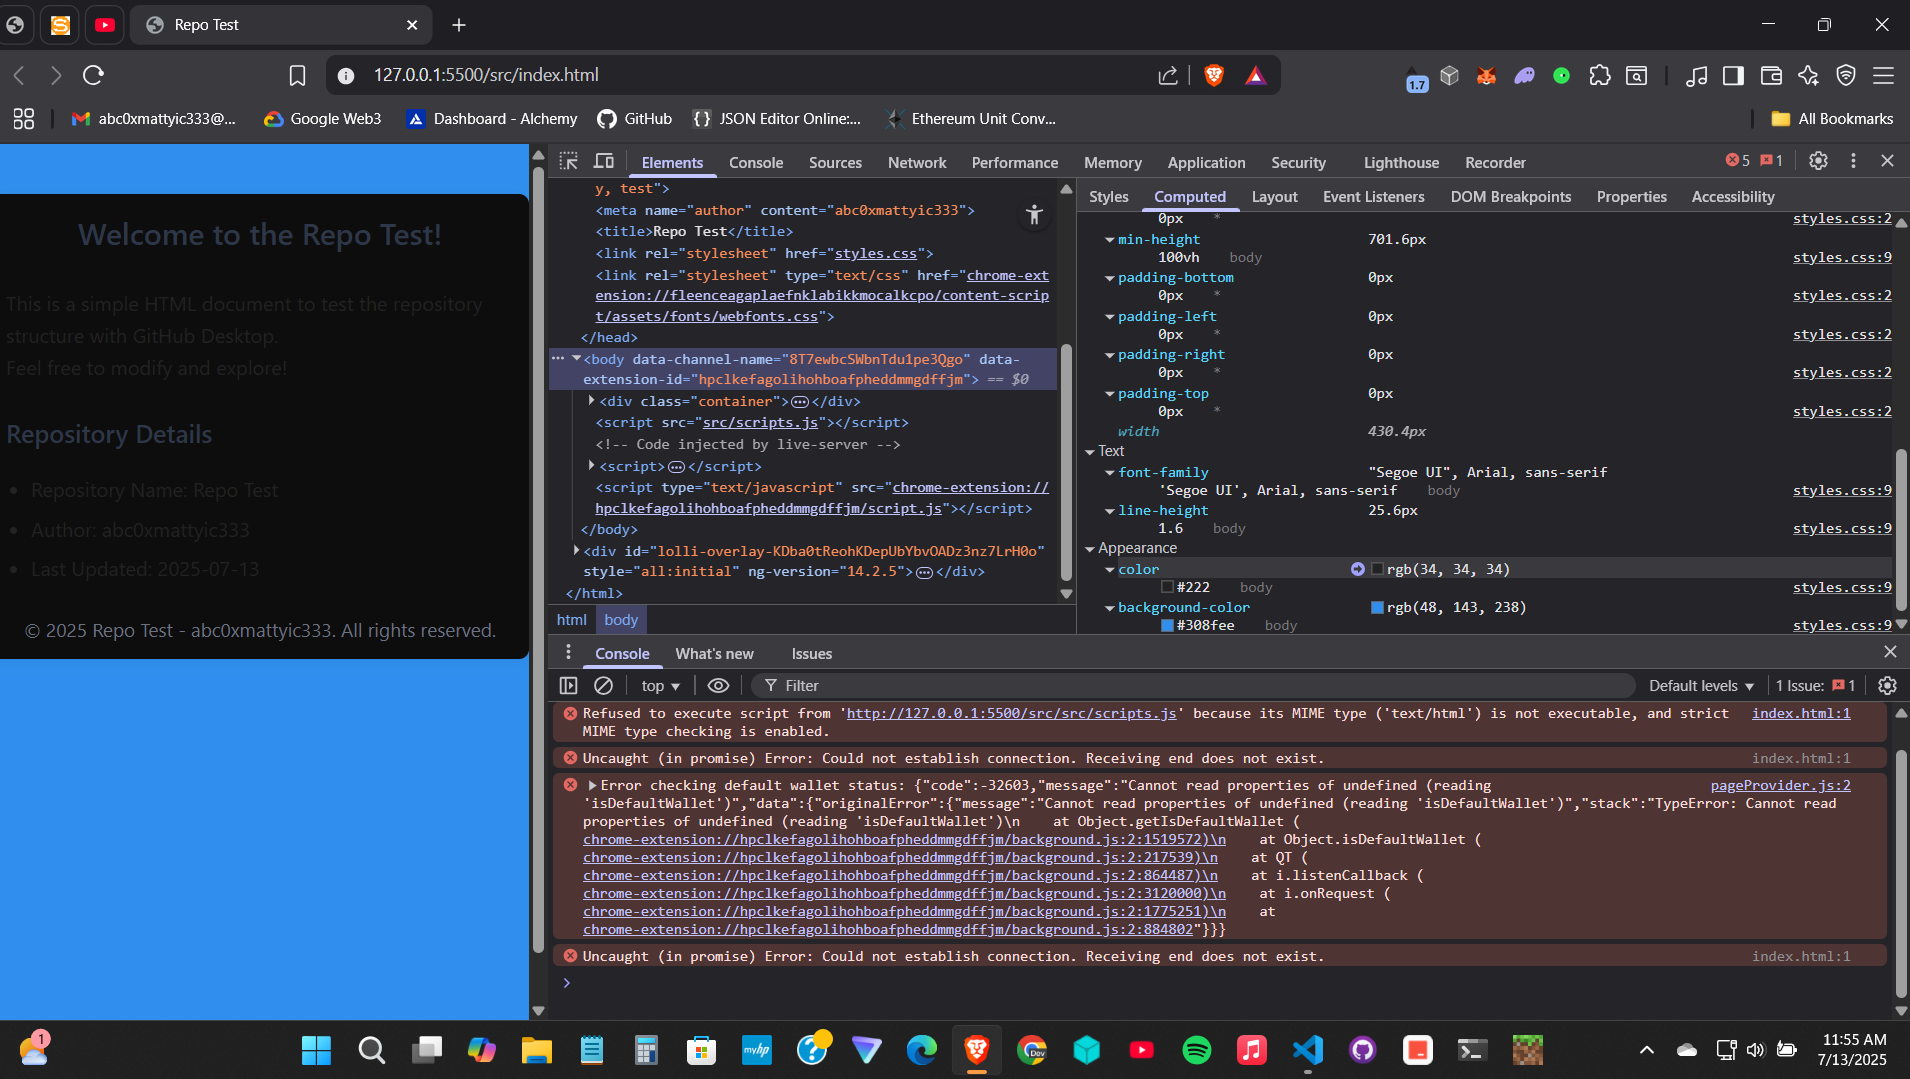 Repo Test
127.0.0.1:5500/src/index.html
1.7
abc0xmattyic333@...
Google Web3
Dashboard - Alchemy
GitHub
JSON Editor Online:...
Ethereum Unit Conv...
All Bookmarks
Welcome to the Repo Test!
This is a simple HTML document to test the repository
structure with GitHub Desktop.
Feel free to modify and explore!
Repository Details
Repository Name: Repo Test
Author: abc0xmattyic333
Last Updated: 2025-07-13
© 2025 Repo Test - abc0xmattyic333. All rights reserved.
Elements Console Sources Network Performance Memory Application Security Lighthouse Recorder
5 1
y, test">
<meta name="author" content="abc0xmattyic333">
<title>Repo Test</title>
<link rel="stylesheet" href="styles.css">
<link rel="stylesheet" type="text/css" href="chrome-ext
ension://fleenceagaplaefnklabikkmocalkcpo/content-scrip
t/assets/fonts/webfonts.css">
</head>
<body data-channel-name="8T7ewbcSWbnTdu1pe3Qgo" data-
extension-id="hpclkefagolihohboafpheddmmgdffjm"> == $0
<div class="container">…</div>
<script src="src/scripts.js"></script>
<!-- Code injected by live-server -->
<script>…</script>
<script type="text/javascript" src="chrome-extension://
hpclkefagolihohboafpheddmmgdffjm/script.js"></script>
</body>
<div id="lolli-overlay-KDba0tReohKDepUbYbvOADz3nz7LrH0o"
style="all:initial" ng-version="14.2.5">…</div>
</html>
html body
Styles Computed Layout Event Listeners DOM Breakpoints Properties Accessibility
0px * styles.css:2
min-height 701.6px
100vh body styles.css:9
padding-bottom 0px
0px * styles.css:2
padding-left 0px
0px * styles.css:2
padding-right 0px
0px * styles.css:2
padding-top 0px
0px * styles.css:2
width 430.4px
Text
font-family "Segoe UI", Arial, sans-serif
'Segoe UI', Arial, sans-serif body styles.css:9
line-height 25.6px
1.6 body styles.css:9
Appearance
color rgb(34, 34, 34)
#222 body styles.css:9
background-color rgb(48, 143, 238)
#308fee body styles.css:9
Console What's new Issues
top Filter Default levels 1 Issue: 1
Refused to execute script from 'http://127.0.0.1:5500/src/src/scripts.js' because its MIME type ('text/html') is not executable, and strict index.html:1
MIME type checking is enabled.
Uncaught (in promise) Error: Could not establish connection. Receiving end does not exist. index.html:1
Error checking default wallet status: {"code":-32603,"message":"Cannot read properties of undefined (reading pageProvider.js:2
'isDefaultWallet')","data":{"originalError":{"message":"Cannot read properties of undefined (reading 'isDefaultWallet')","stack":"TypeError: Cannot read
properties of undefined (reading 'isDefaultWallet')\n at Object.getIsDefaultWallet (
chrome-extension://hpclkefagolihohboafpheddmmgdffjm/background.js:2:1519572)\n at Object.isDefaultWallet (
chrome-extension://hpclkefagolihohboafpheddmmgdffjm/background.js:2:217539)\n at QT (
chrome-extension://hpclkefagolihohboafpheddmmgdffjm/background.js:2:864487)\n at i.listenCallback (
chrome-extension://hpclkefagolihohboafpheddmmgdffjm/background.js:2:3120000)\n at i.onRequest (
chrome-extension://hpclkefagolihohboafpheddmmgdffjm/background.js:2:1775251)\n at
chrome-extension://hpclkefagolihohboafpheddmmgdffjm/background.js:2:884802"}}}
Uncaught (in promise) Error: Could not establish connection. Receiving end does not exist. index.html:1
1
myhp
Dev
11:55 AM
7/13/2025